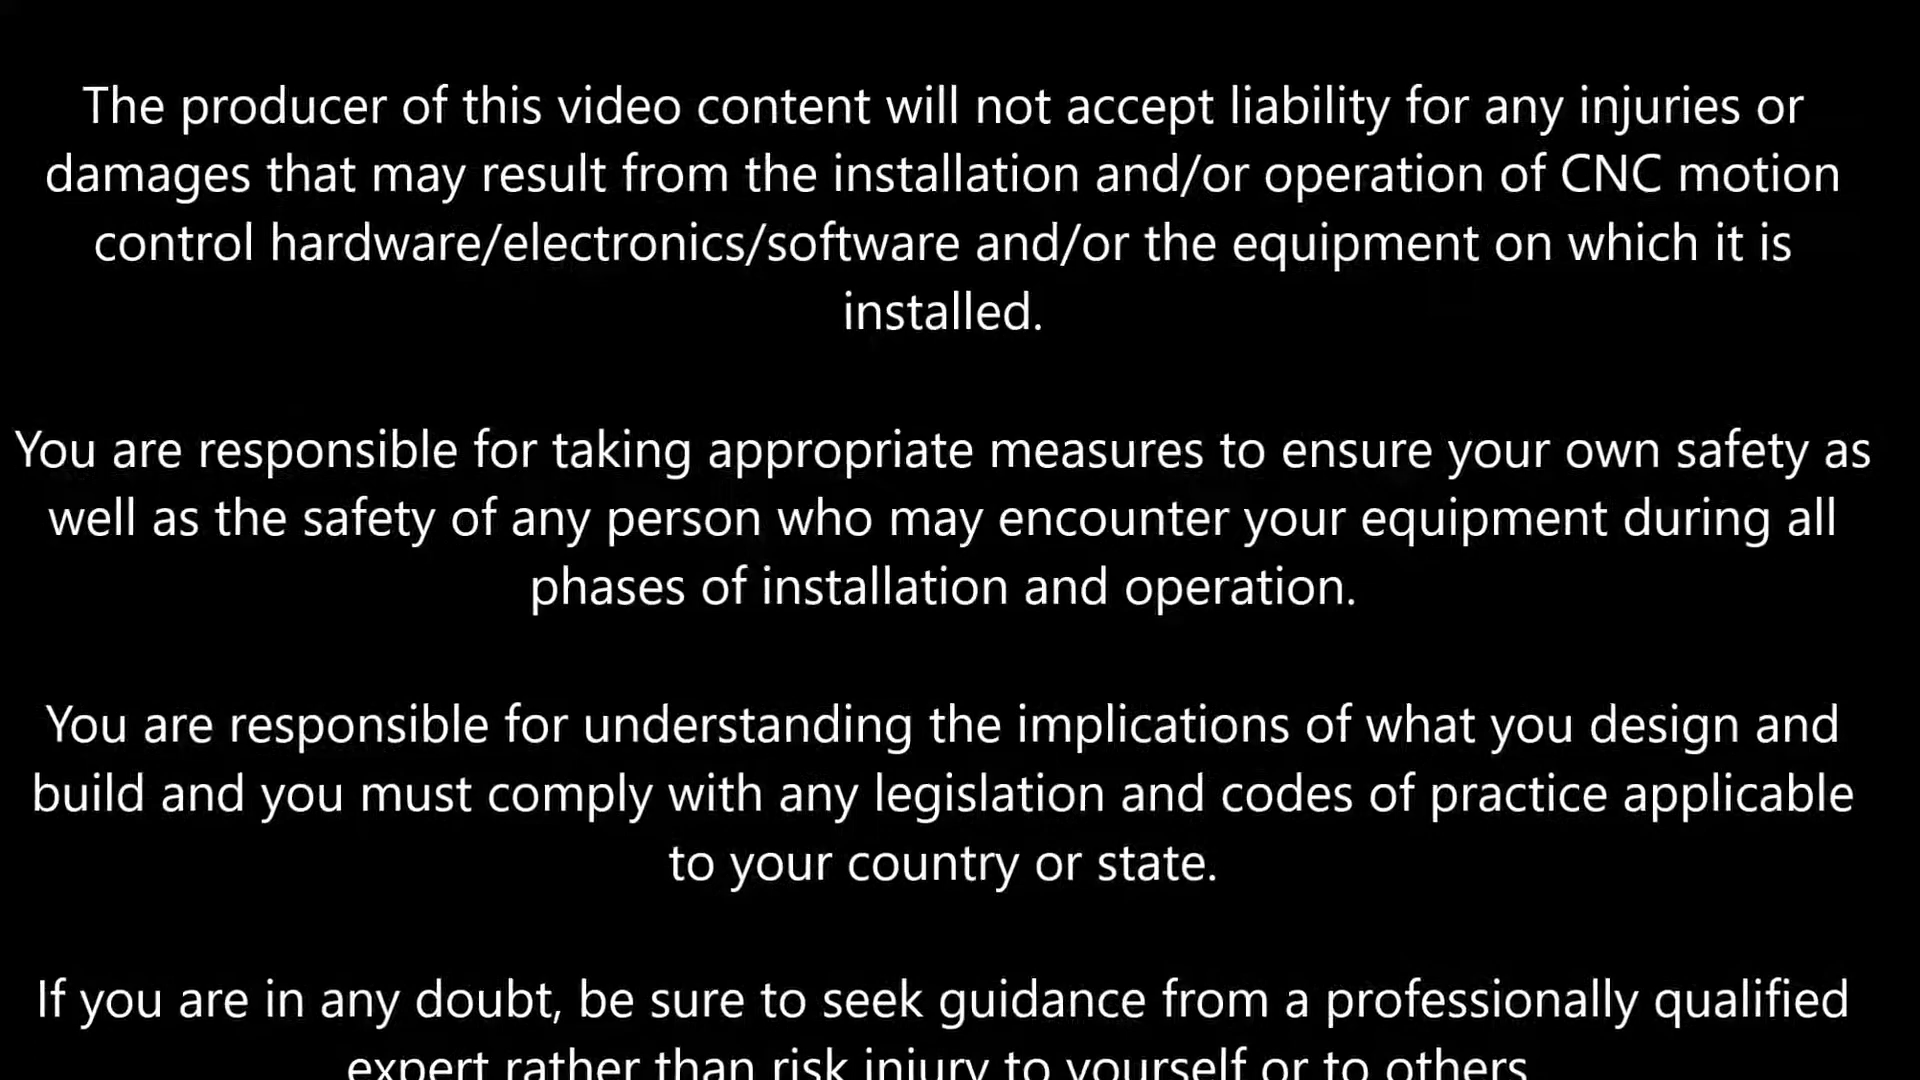 The producer of this video content will not accept liability for any injuries or
damages that may result from the installation and/or operation of CNC motion
control hardware/electronics/software and/or the equipment on which it is
installed.
You are responsible for taking appropriate measures to ensure your own safety as
well as the safety of any person who may encounter your equipment during all
phases of installation and operation.
You are responsible for understanding the implications of what you design and
build and you must comply with any legislation and codes of practice applicable
to your country or state.
If you are in any doubt, be sure to seek guidance from a professionally qualified
expert rather than risk injury to yourself or to others